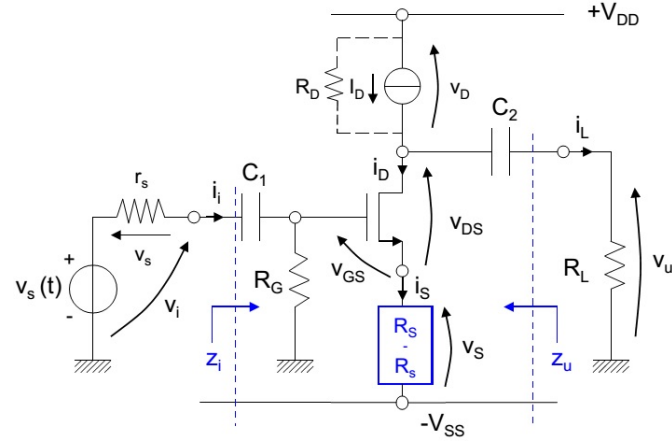 +V_DD
R_D
I_D
v_D
C_2
i_L
i_D
r_s
i_i
C_1
v_DS
v_s
v_GS
+
v_s (t)
-
v_i
R_G
i_S
R_L
v_u
z_i
R_S
-
R_s
v_S
z_u
-V_SS